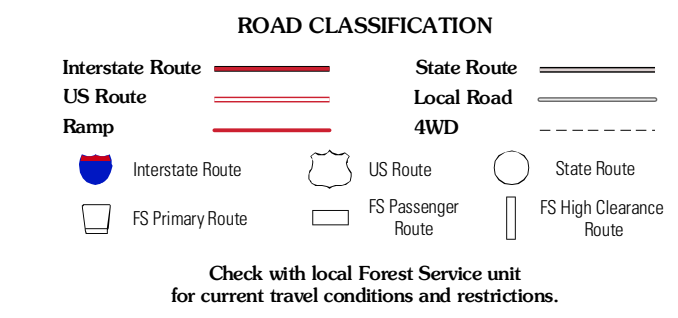 ROAD CLASSIFICATION
Interstate Route
State Route
US Route
Local Road
Ramp
4WD
Interstate Route
US Route
State Route
FS Primary Route
FS Passenger
Route
FS High Clearance
Route
Check with local Forest Service unit
for current travel conditions and restrictions.